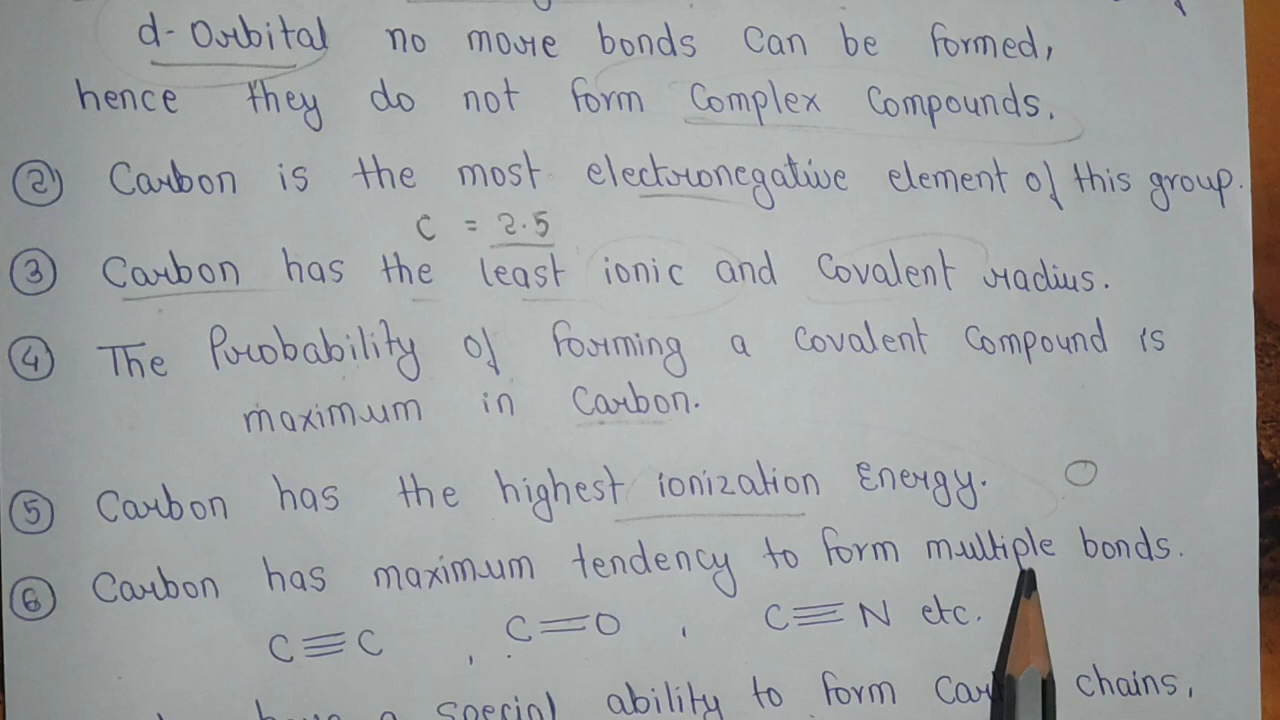 d-Orbital no more bonds can be formed,
hence they do not form Complex Compounds.
② Carbon is the most electronegative element of this group.
C = 2.5
③ Carbon has the least ionic and Covalent radius.
④ The Probability of forming a covalent Compound is
maximum in Carbon.
⑤ Carbon has the highest ionization Energy.
⑥ Carbon has maximum tendency to form multiple bonds.
C≡C , C=O , C≡N etc.
a special ability to form chains,